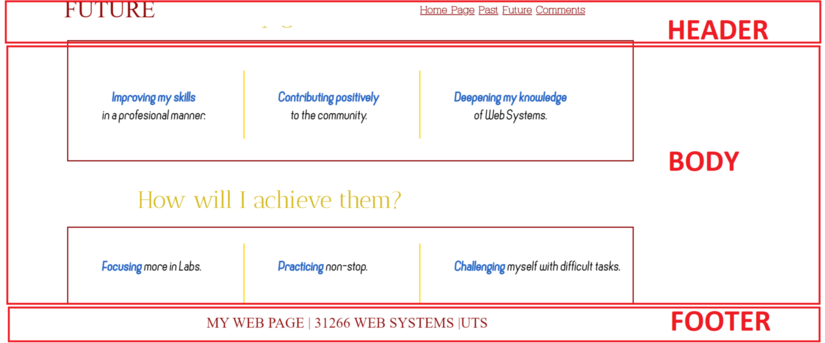 FUTURE
Home Page Past Future Comments
HEADER
Improving my skills
in a profesional manner.
Contributing positively
to the community.
Deepening my knowledge
of Web Systems.
BODY
How will I achieve them?
Focusing more in Labs.
Practicing non-stop.
Challenging myself with difficult tasks.
MY WEB PAGE | 31266 WEB SYSTEMS |UTS
FOOTER